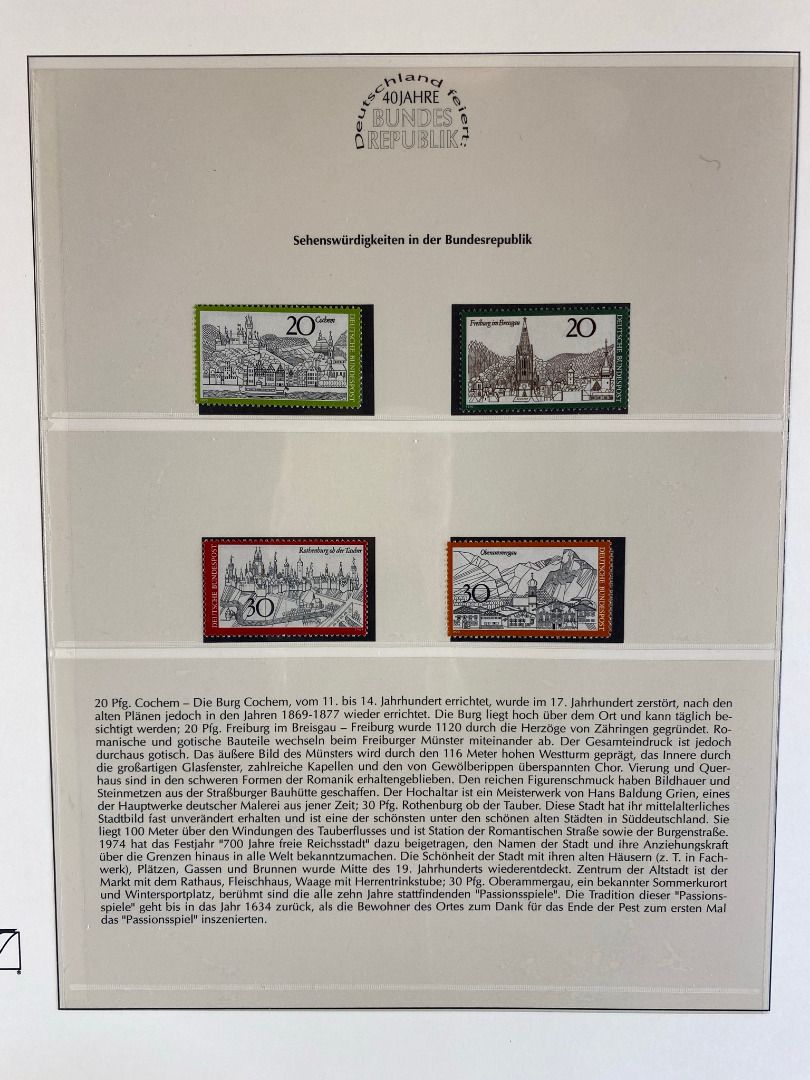 Deutschland feiert:
40 JAHRE
BUNDES
REPUBLIK
Sehenswürdigkeiten in der Bundesrepublik
20 Cochem
DEUTSCHE BUNDESPOST
Freiburg im Breisgau 20
DEUTSCHE BUNDESPOST
DEUTSCHE BUNDESPOST
Rothenburg ob der Tauber
30
Oberammergau
30
DEUTSCHE BUNDESPOST
20 Pfg. Cochem – Die Burg Cochem, vom 11. bis 14. Jahrhundert errichtet, wurde im 17. Jahrhundert zerstört, nach den
alten Plänen jedoch in den Jahren 1869-1877 wieder errichtet. Die Burg liegt hoch über dem Ort und kann täglich be-
sichtigt werden; 20 Pfg. Freiburg im Breisgau – Freiburg wurde 1120 durch die Herzöge von Zähringen gegründet. Ro-
manische und gotische Bauteile wechseln beim Freiburger Münster miteinander ab. Der Gesamteindruck ist jedoch
durchaus gotisch. Das äußere Bild des Münsters wird durch den 116 Meter hohen Westturm geprägt, das Innere durch
die großartigen Glasfenster, zahlreiche Kapellen und den von Gewölberippen überspannten Chor. Vierung und Quer-
haus sind in den schweren Formen der Romanik erhaltengeblieben. Den reichen Figurenschmuck haben Bildhauer und
Steinmetzen aus der Straßburger Bauhütte geschaffen. Der Hochaltar ist ein Meisterwerk von Hans Baldung Grien, eines
der Hauptwerke deutscher Malerei aus jener Zeit; 30 Pfg. Rothenburg ob der Tauber. Diese Stadt hat ihr mittelalterliches
Stadtbild fast unverändert erhalten und ist eine der schönsten unter den schönen alten Städten in Süddeutschland. Sie
liegt 100 Meter über den Windungen des Tauberflusses und ist Station der Romantischen Straße sowie der Burgenstraße.
1974 hat das Festjahr "700 Jahre freie Reichsstadt" dazu beigetragen, den Namen der Stadt und ihre Anziehungskraft
über die Grenzen hinaus in alle Welt bekanntzumachen. Die Schönheit der Stadt mit ihren alten Häusern (z. T. in Fach-
werk), Plätzen, Gassen und Brunnen wurde Mitte des 19. Jahrhunderts wiederentdeckt. Zentrum der Altstadt ist der
Markt mit dem Rathaus, Fleischhaus, Waage mit Herrentrinkstube; 30 Pfg. Oberammergau, ein bekannter Sommerkurort
und Wintersportplatz, berühmt sind die alle zehn Jahre stattfindenden "Passionsspiele". Die Tradition dieser "Passions-
spiele" geht bis in das Jahr 1634 zurück, als die Bewohner des Ortes zum Dank für das Ende der Pest zum ersten Mal
das "Passionsspiel" inszenierten.